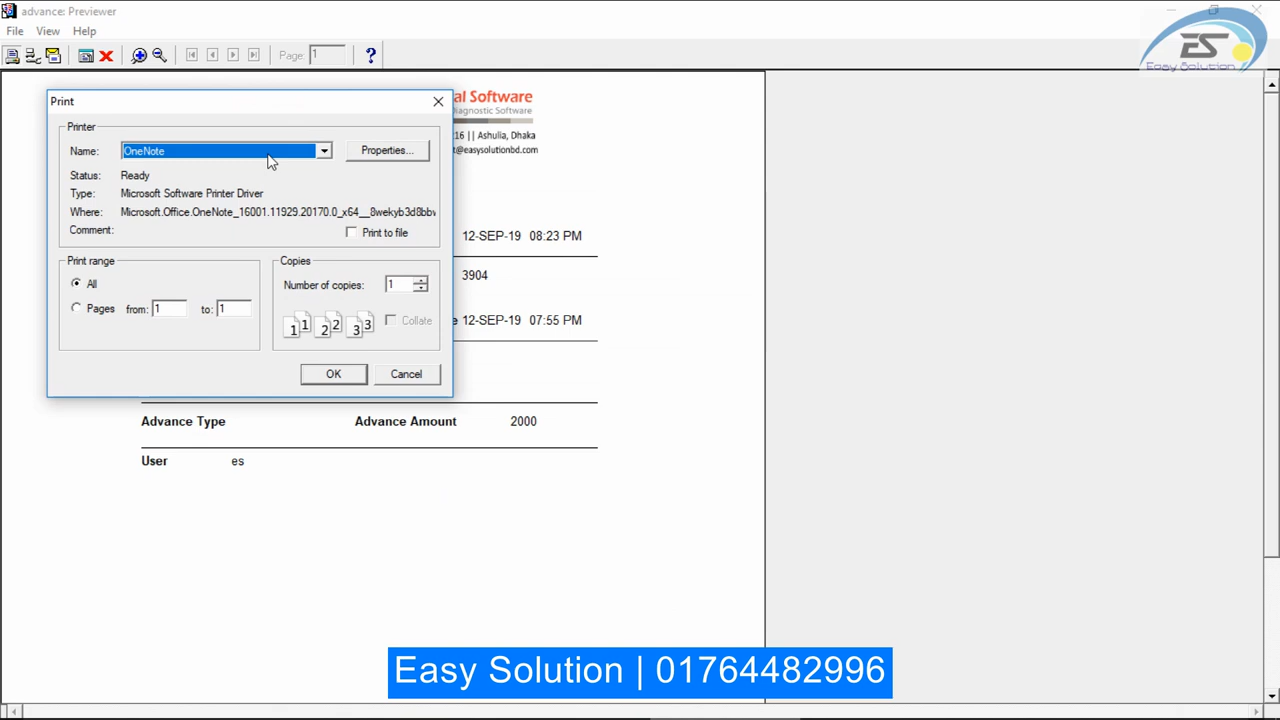 advance: Previewer
File View Help
Page: 1
ES
Easy Solution
Print
al Software
Diagnostic Software
16 || Ashulia, Dhaka
t@easysolutionbd.com
Printer
Name: OneNote Properties...
Status: Ready
Type: Microsoft Software Printer Driver
Where: Microsoft.Office.OneNote_16001.11929.20170.0_x64__8wekyb3d8bbv
Comment: Print to file
12-SEP-19 08:23 PM
Print range
All
Pages from: 1 to: 1
Copies
Number of copies: 1
1 1 2 2 3 3 Collate
3904
12-SEP-19 07:55 PM
OK Cancel
Advance Type Advance Amount 2000
User es
Easy Solution | 01764482996